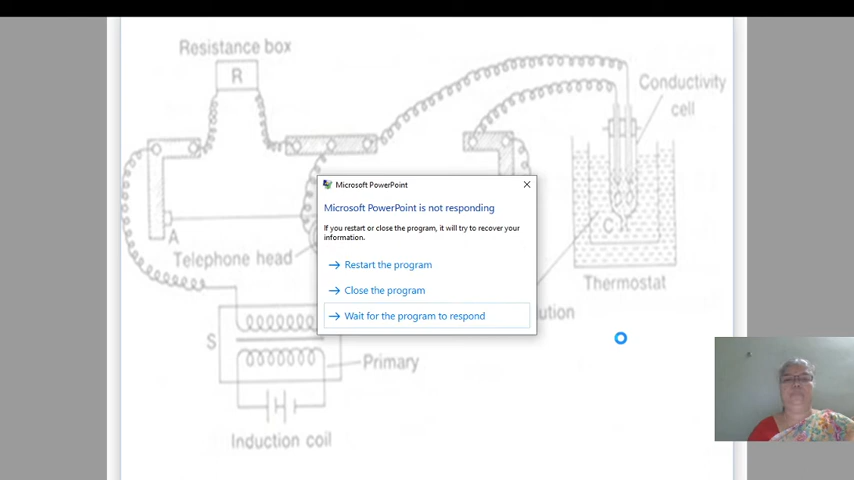 Resistance box
R
Conductivity
cell
Microsoft PowerPoint
Microsoft PowerPoint is not responding
If you restart or close the program, it will try to recover your
information.
A
C
Telephone head
Restart the program
Close the program
Thermostat
Wait for the program to respond
S
Primary
Induction coil